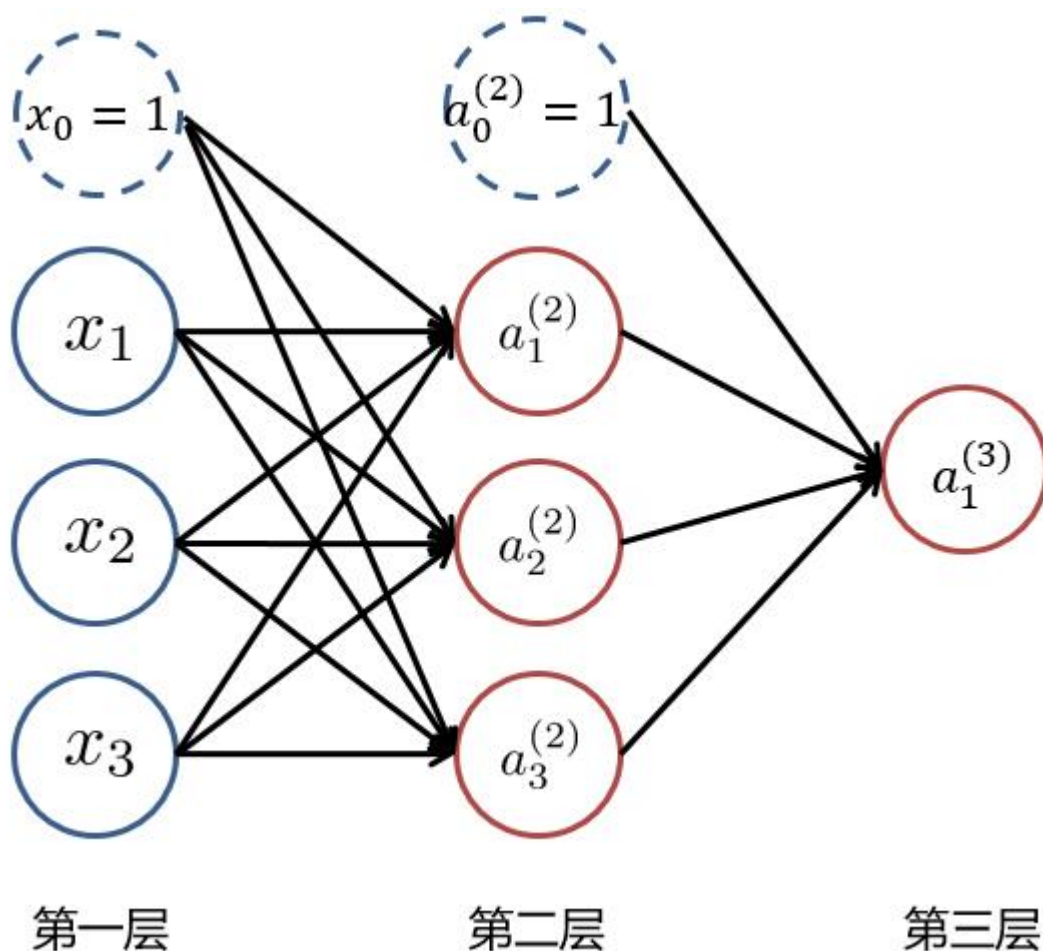 x₀ = 1
a₀⁽²⁾ = 1
x₁
a₁⁽²⁾
x₂
a₂⁽²⁾
a₁⁽³⁾
x₃
a₃⁽²⁾
第一层
第二层
第三层